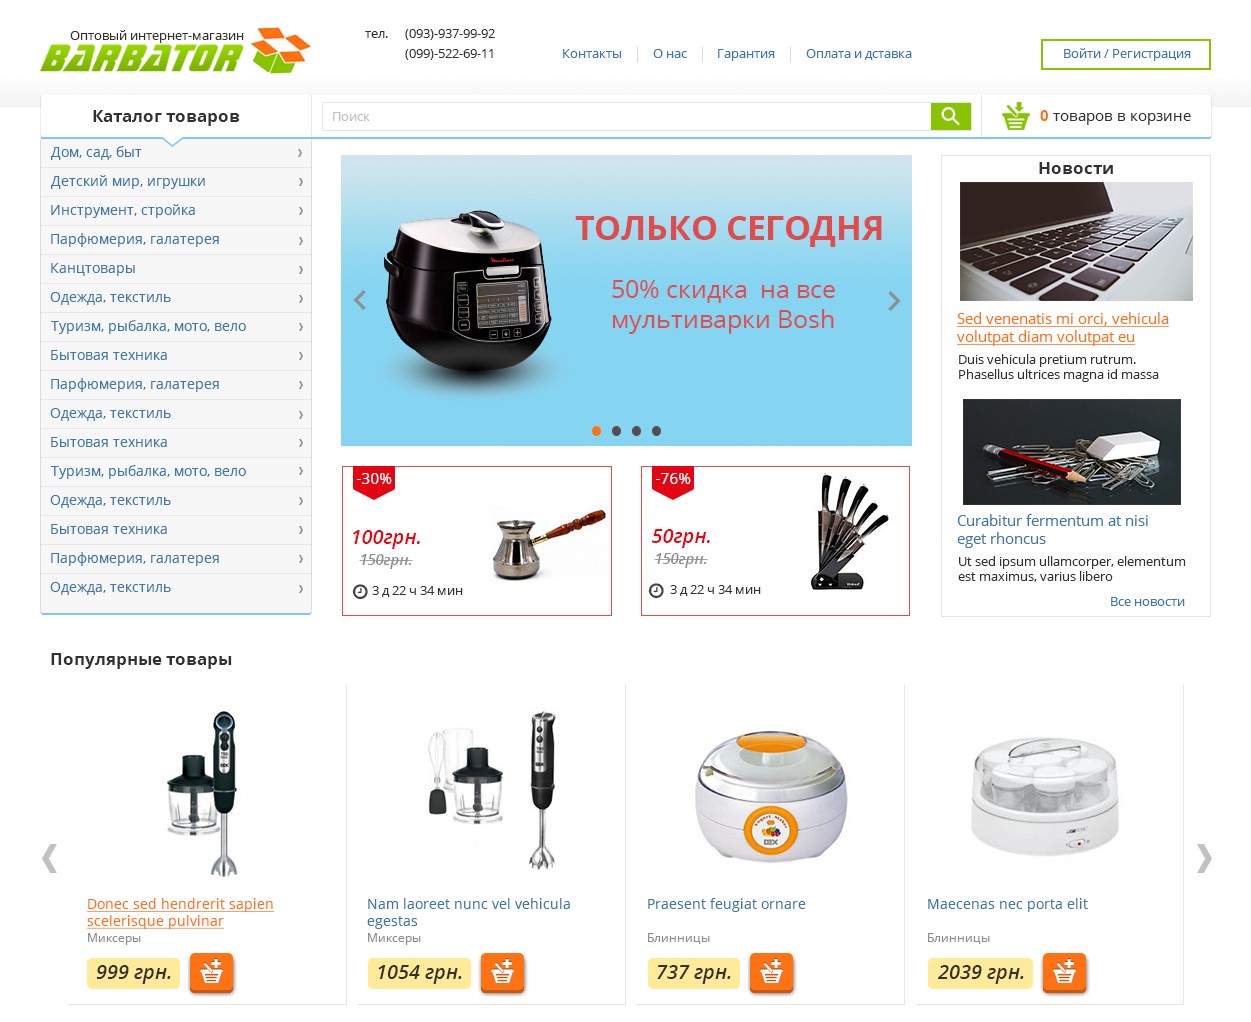 Оптовый интернет-магазин
BARBATOR
тел. (093)-937-99-92
(099)-522-69-11
Контакты
О нас
Гарантия
Оплата и дставка
Войти / Регистрация
Каталог товаров
Поиск
0 товаров в корзине
Дом, сад, быт
Детский мир, игрушки
Инструмент, стройка
Парфюмерия, галатерея
Канцтовары
Одежда, текстиль
Туризм, рыбалка, мото, вело
Бытовая техника
Парфюмерия, галатерея
Одежда, текстиль
Бытовая техника
Туризм, рыбалка, мото, вело
Одежда, текстиль
Бытовая техника
Парфюмерия, галатерея
Одежда, текстиль
ТОЛЬКО СЕГОДНЯ
50% скидка на все
мультиварки Bosh
-30%
100грн.
150грн.
3 д 22 ч 34 мин
-76%
50грн.
150грн.
3 д 22 ч 34 мин
Новости
Sed venenatis mi orci, vehicula
volutpat diam volutpat eu
Duis vehicula pretium rutrum.
Phasellus ultrices magna id massa
Curabitur fermentum at nisi
eget rhoncus
Ut sed ipsum ullamcorper, elementum
est maximus, varius libero
Все новости
Популярные товары
Donec sed hendrerit sapien
scelerisque pulvinar
Миксеры
999 грн.
Nam laoreet nunc vel vehicula
egestas
Миксеры
1054 грн.
DEX
Praesent feugiat ornare
Блинницы
737 грн.
Maecenas nec porta elit
Блинницы
2039 грн.